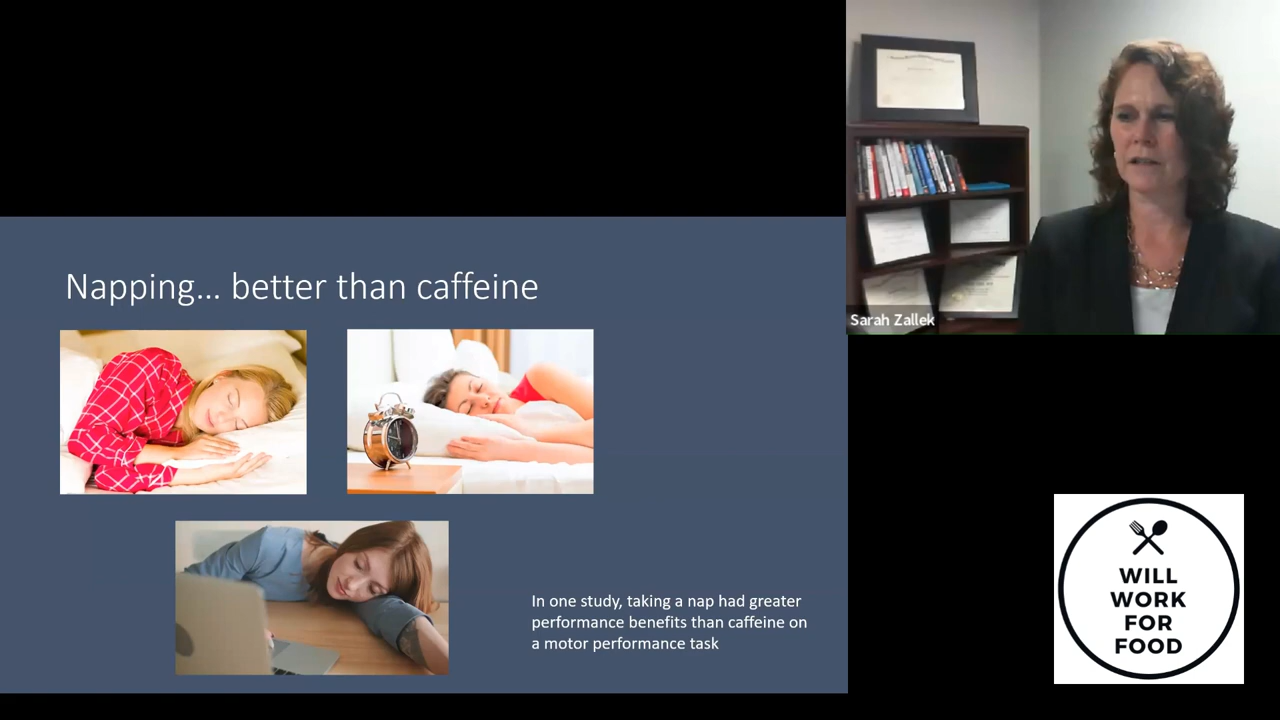 Napping... better than caffeine
In one study, taking a nap had greater
performance benefits than caffeine on
a motor performance task
Sarah Zallek
WILL
WORK
FOR
FOOD